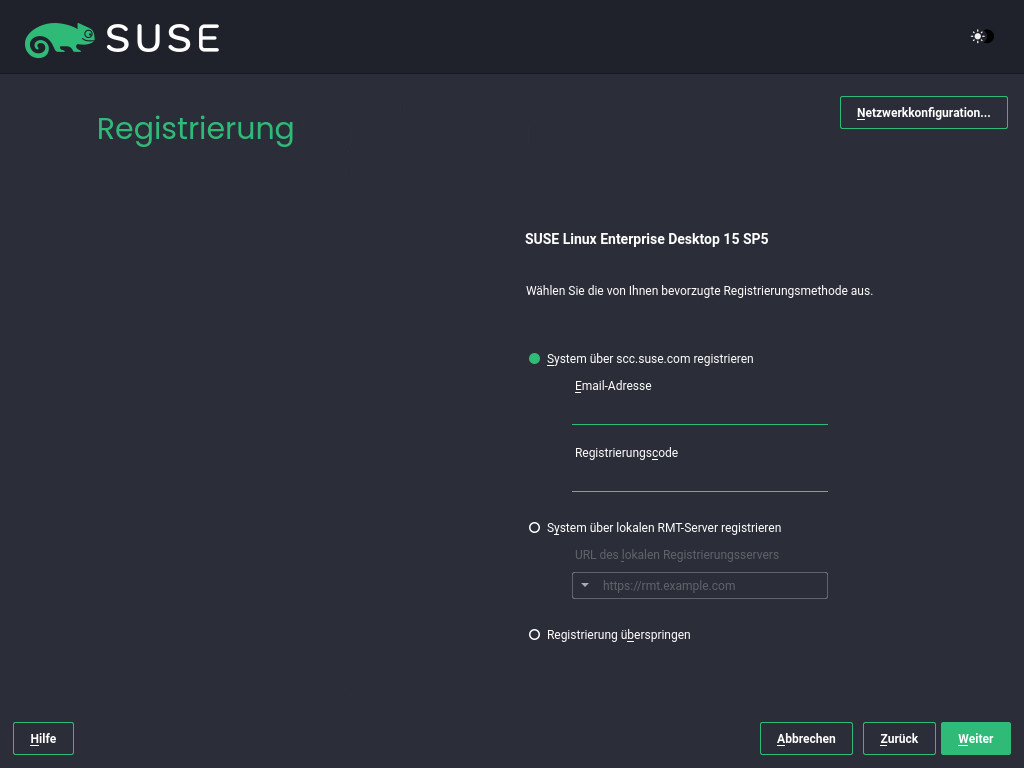 SUSE
Netzwerkkonfiguration...
Registrierung
SUSE Linux Enterprise Desktop 15 SP5
Wählen Sie die von Ihnen bevorzugte Registrierungsmethode aus.
System über scc.suse.com registrieren
Email-Adresse
Registrierungscode
System über lokalen RMT-Server registrieren
URL des lokalen Registrierungsservers
https://rmt.example.com
Registrierung überspringen
Hilfe
Abbrechen
Zurück
Weiter